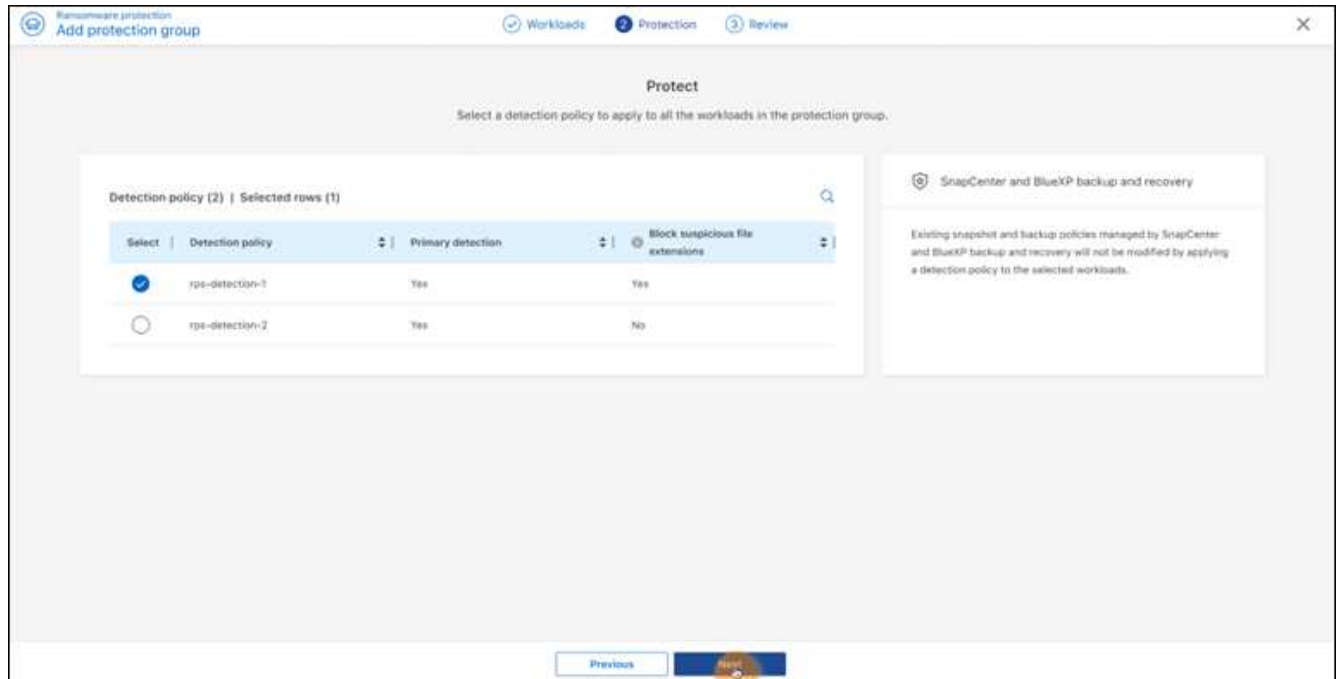 Ransomware protection
Add protection group
Workloads
2 Protection
3 Review
Protect
Select a detection policy to apply to all the workloads in the protection group.
Detection policy (2) | Selected rows (1)
Select
Detection policy
Primary detection
Block suspicious file
extensions
rps-detection-1
Yes
Yes
rps-detection-2
Yes
No
SnapCenter and BlueXP backup and recovery
Existing snapshot and backup policies managed by SnapCenter
and BlueXP backup and recovery will not be modified by applying
a detection policy to the selected workloads.
Previous
Next